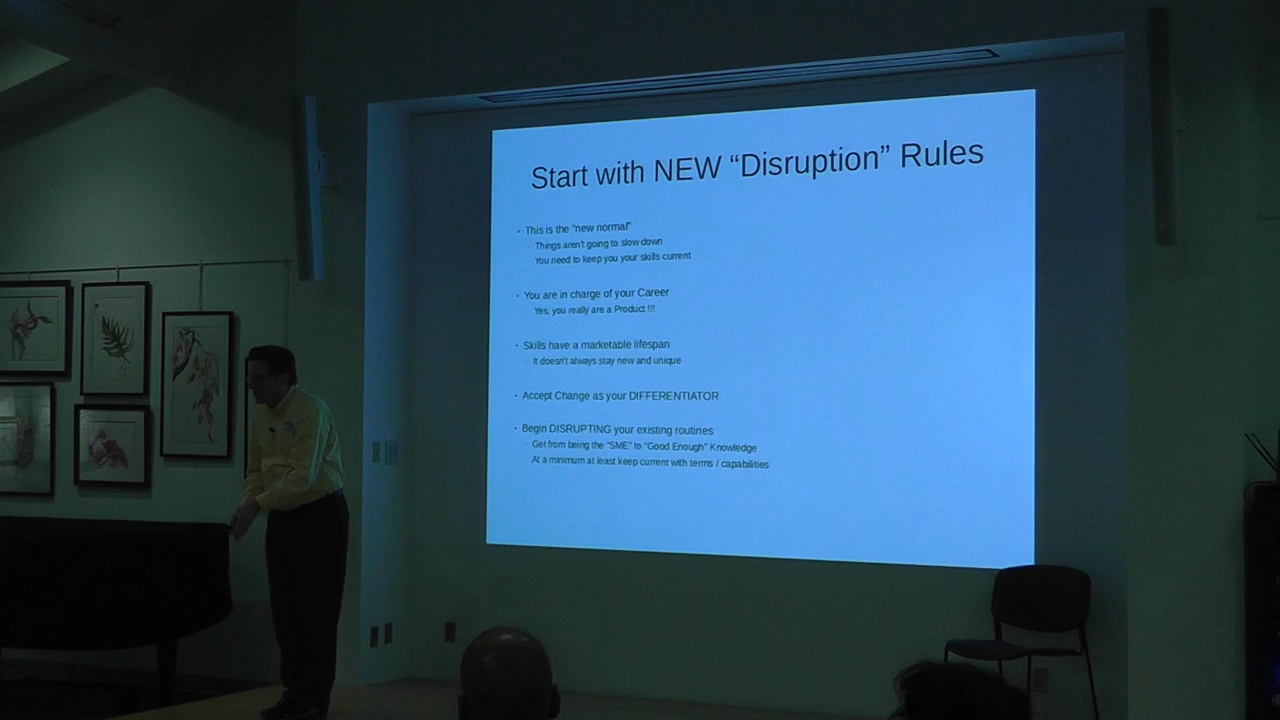 Start with NEW “Disruption” Rules
• This is the “new normal”
- Things aren't going to slow down
- You need to keep you your skills current
• You are in charge of your Career
- Yes, you really are a Product !!!
• Skills have a marketable lifespan
- It doesn't always stay new and unique
• Accept Change as your DIFFERENTIATOR
• Begin DISRUPTING your existing routines
- Get from being the “SME” to “Good Enough” Knowledge
- At a minimum at least keep current with terms / capabilities